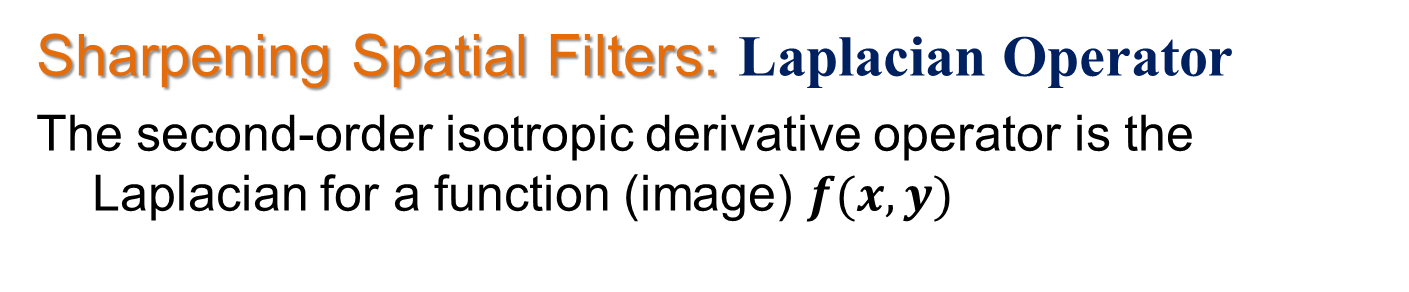 Sharpening Spatial Filters: Laplacian Operator
The second-order isotropic derivative operator is the
Laplacian for a function (image) f(x, y)